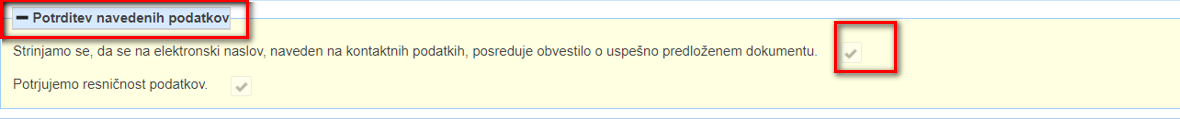 Potrditev navedenih podatkov
Strinjamo se, da se na elektronski naslov, naveden na kontaktnih podatkih, posreduje obvestilo o uspešno predloženem dokumentu.
Potrjujemo resničnost podatkov.